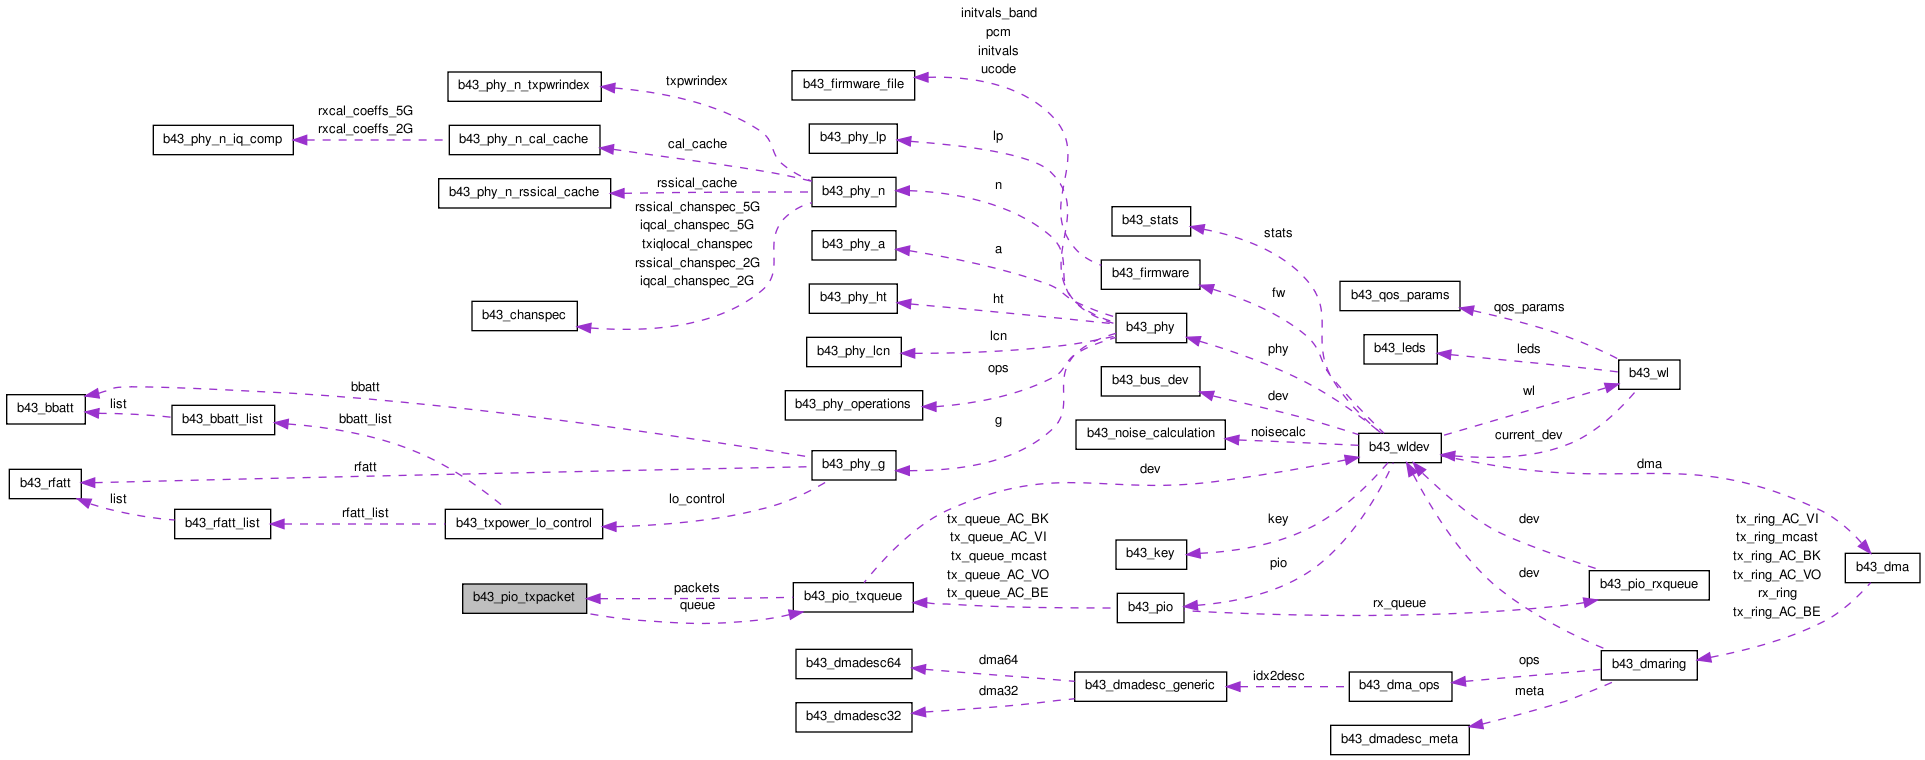 initvals_band
pcm
initvals
ucode
b43_phy_n_txpwrindex
txpwrindex
b43_firmware_file
rxcal_coeffs_5G
rxcal_coeffs_2G
b43_phy_n_iq_comp
b43_phy_n_cal_cache
cal_cache
b43_phy_lp
lp
b43_phy_n_rssical_cache
rssical_cache
b43_phy_n
n
rssical_chanspec_5G
iqcal_chanspec_5G
txiqlocal_chanspec
rssical_chanspec_2G
iqcal_chanspec_2G
b43_phy_a
a
b43_stats
stats
b43_firmware
fw
b43_phy_ht
ht
b43_qos_params
qos_params
b43_chanspec
b43_phy
phy
b43_phy_lcn
lcn
b43_leds
leds
b43_wl
wl
ops
b43_bus_dev
dev
b43_bbatt
bbatt
list
b43_bbatt_list
bbatt_list
b43_phy_operations
g
b43_noise_calculation
noisecalc
b43_wldev
current_dev
b43_rfatt
rfatt
b43_phy_g
dev
dma
list
b43_rfatt_list
rfatt_list
b43_txpower_lo_control
lo_control
tx_queue_AC_BK
tx_queue_AC_VI
tx_queue_mcast
tx_queue_AC_VO
tx_queue_AC_BE
key
b43_key
pio
dev
dev
tx_ring_AC_VI
tx_ring_mcast
tx_ring_AC_BK
tx_ring_AC_VO
rx_ring
tx_ring_AC_BE
b43_dma
b43_pio_txpacket
packets
queue
b43_pio_txqueue
b43_pio
rx_queue
b43_pio_rxqueue
b43_dmadesc64
dma64
b43_dmadesc32
dma32
b43_dmadesc_generic
idx2desc
b43_dma_ops
ops
b43_dmaring
meta
b43_dmadesc_meta